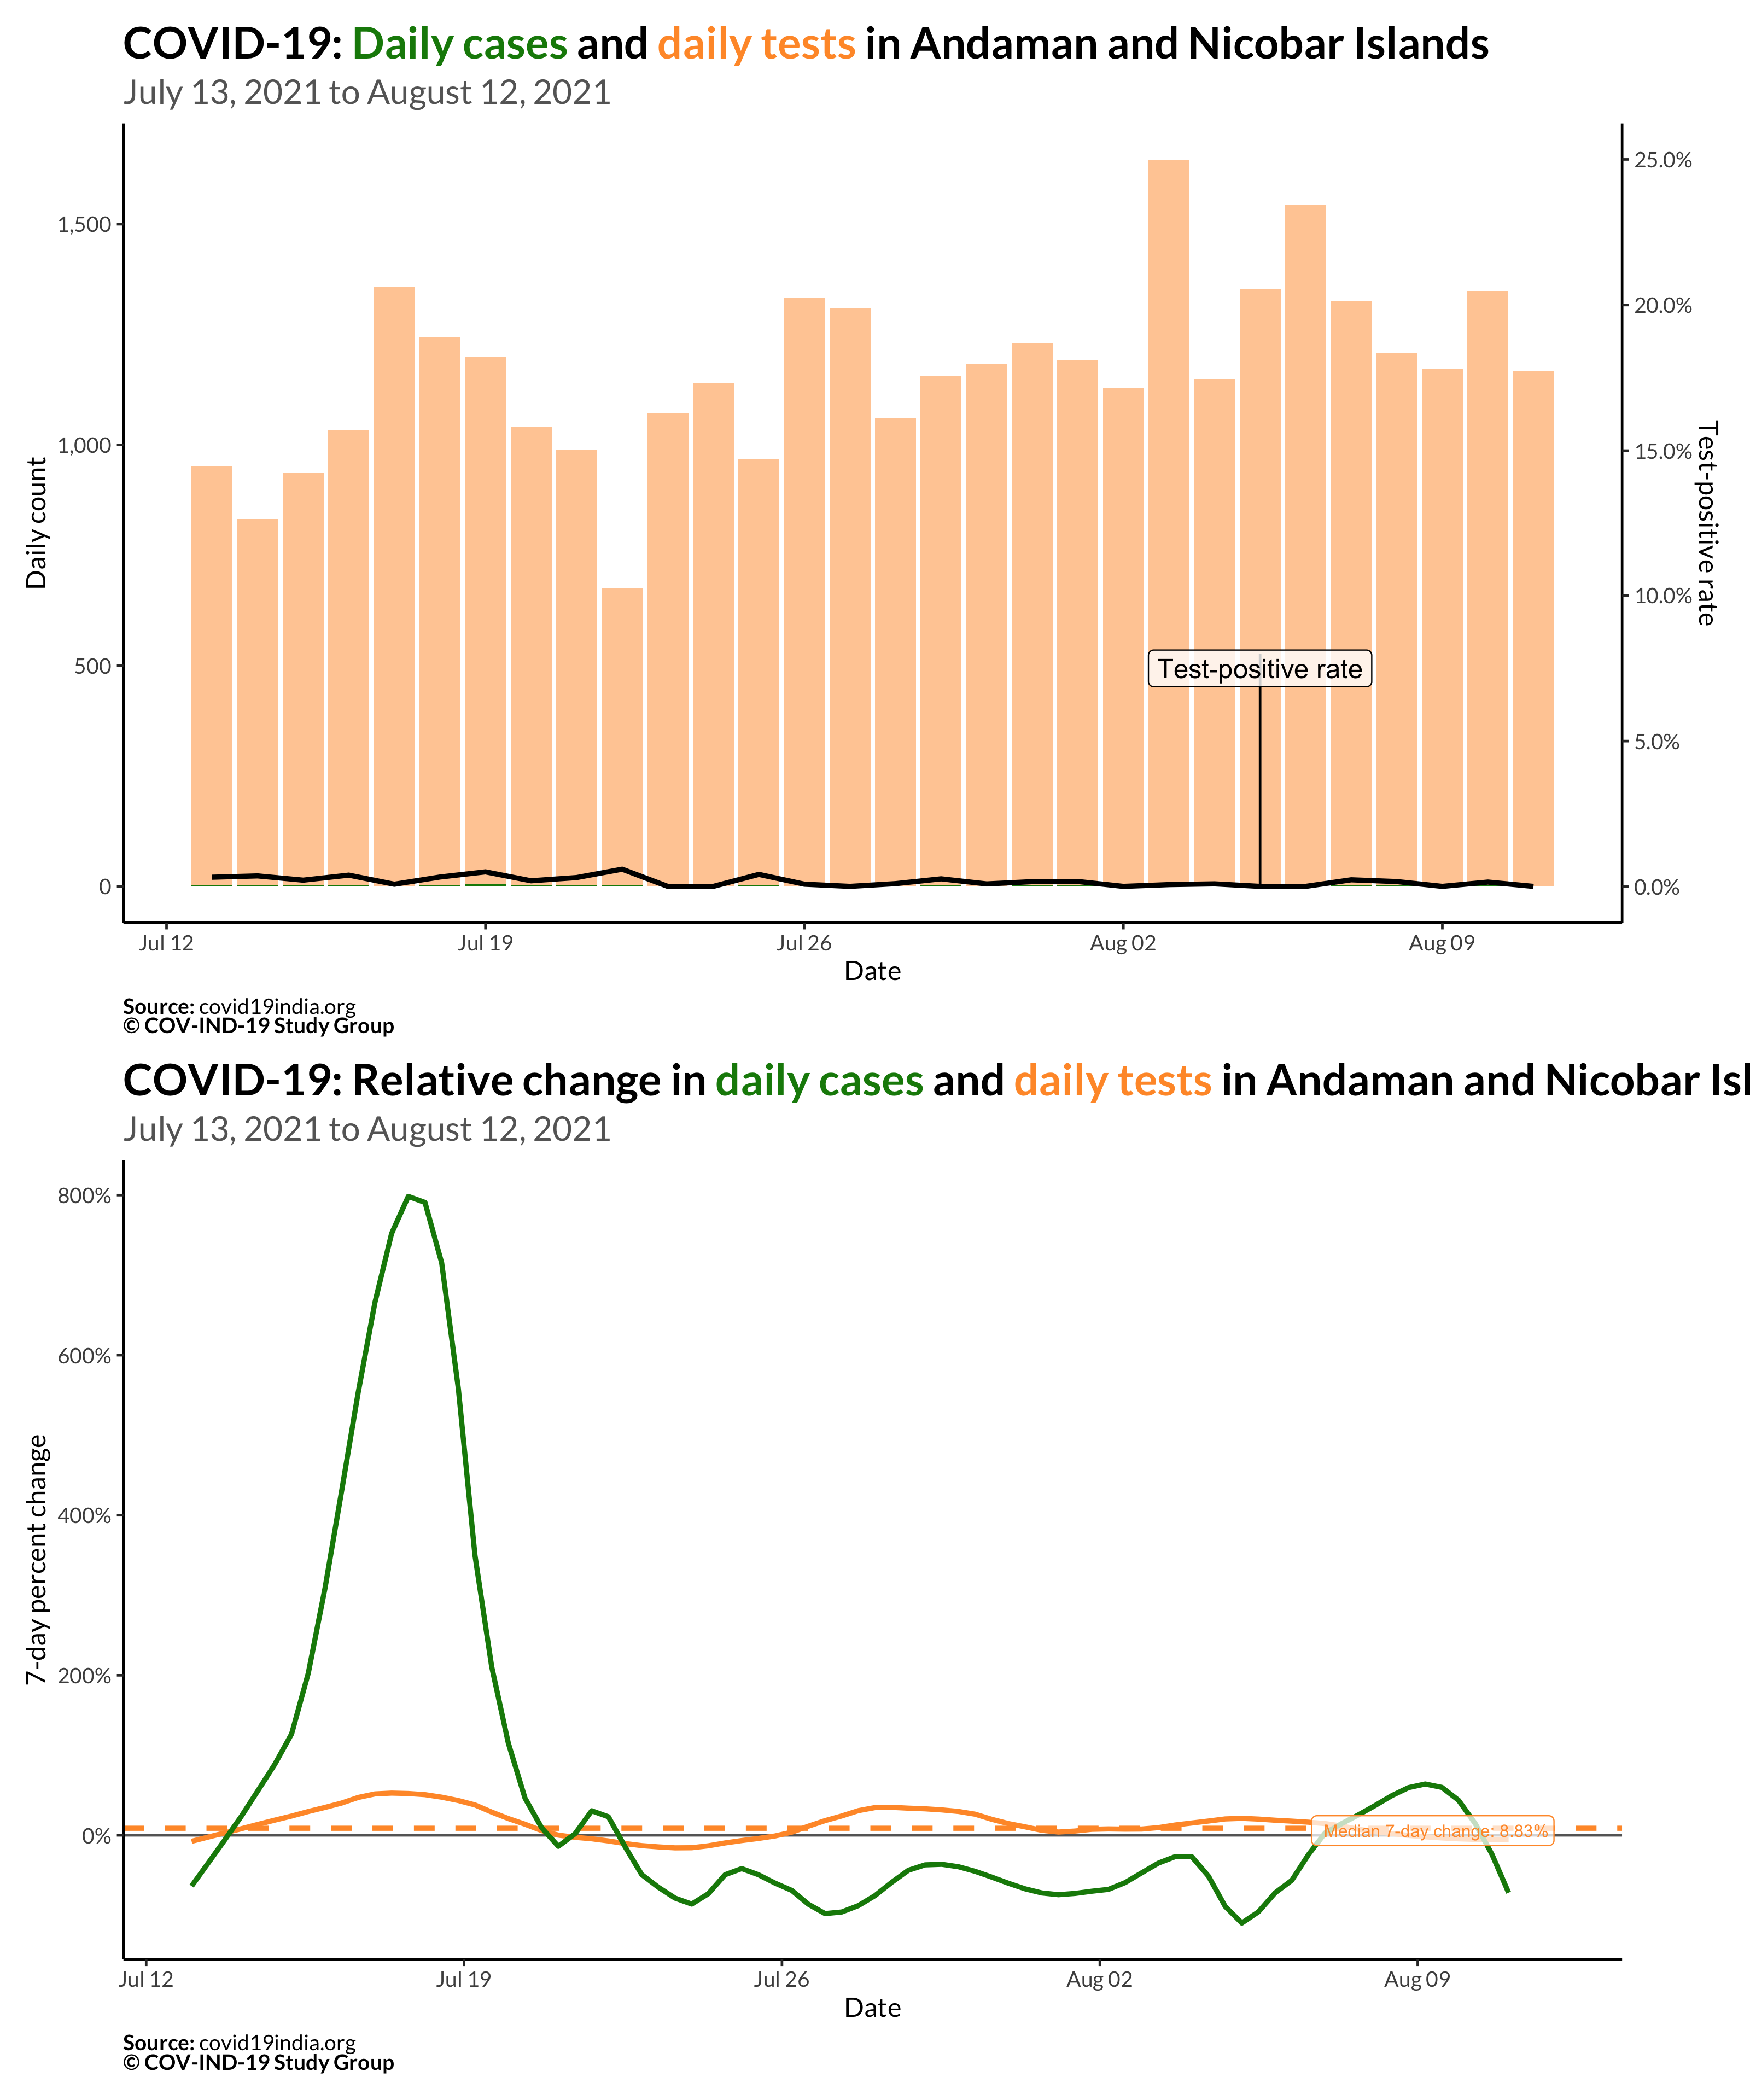 COVID-19: Daily cases and daily tests in Andaman and Nicobar Islands
July 13, 2021 to August 12, 2021
25.0%
1,500
20.0%
1,000
15.0%
Daily count
Test-positive rate
10.0%
500
Test-positive rate
5.0%
0
0.0%
Jul 12
Jul 19
Jul 26
Aug 02
Aug 09
Date
Source: covid19india.org
© COV-IND-19 Study Group
COVID-19: Relative change in daily cases and daily tests in Andaman and Nicobar Isl
July 13, 2021 to August 12, 2021
800%
600%
400%
7-day percent change
200%
0%
Median 7-day change: 8.83%
Jul 12
Jul 19
Jul 26
Aug 02
Aug 09
Date
Source: covid19india.org
© COV-IND-19 Study Group